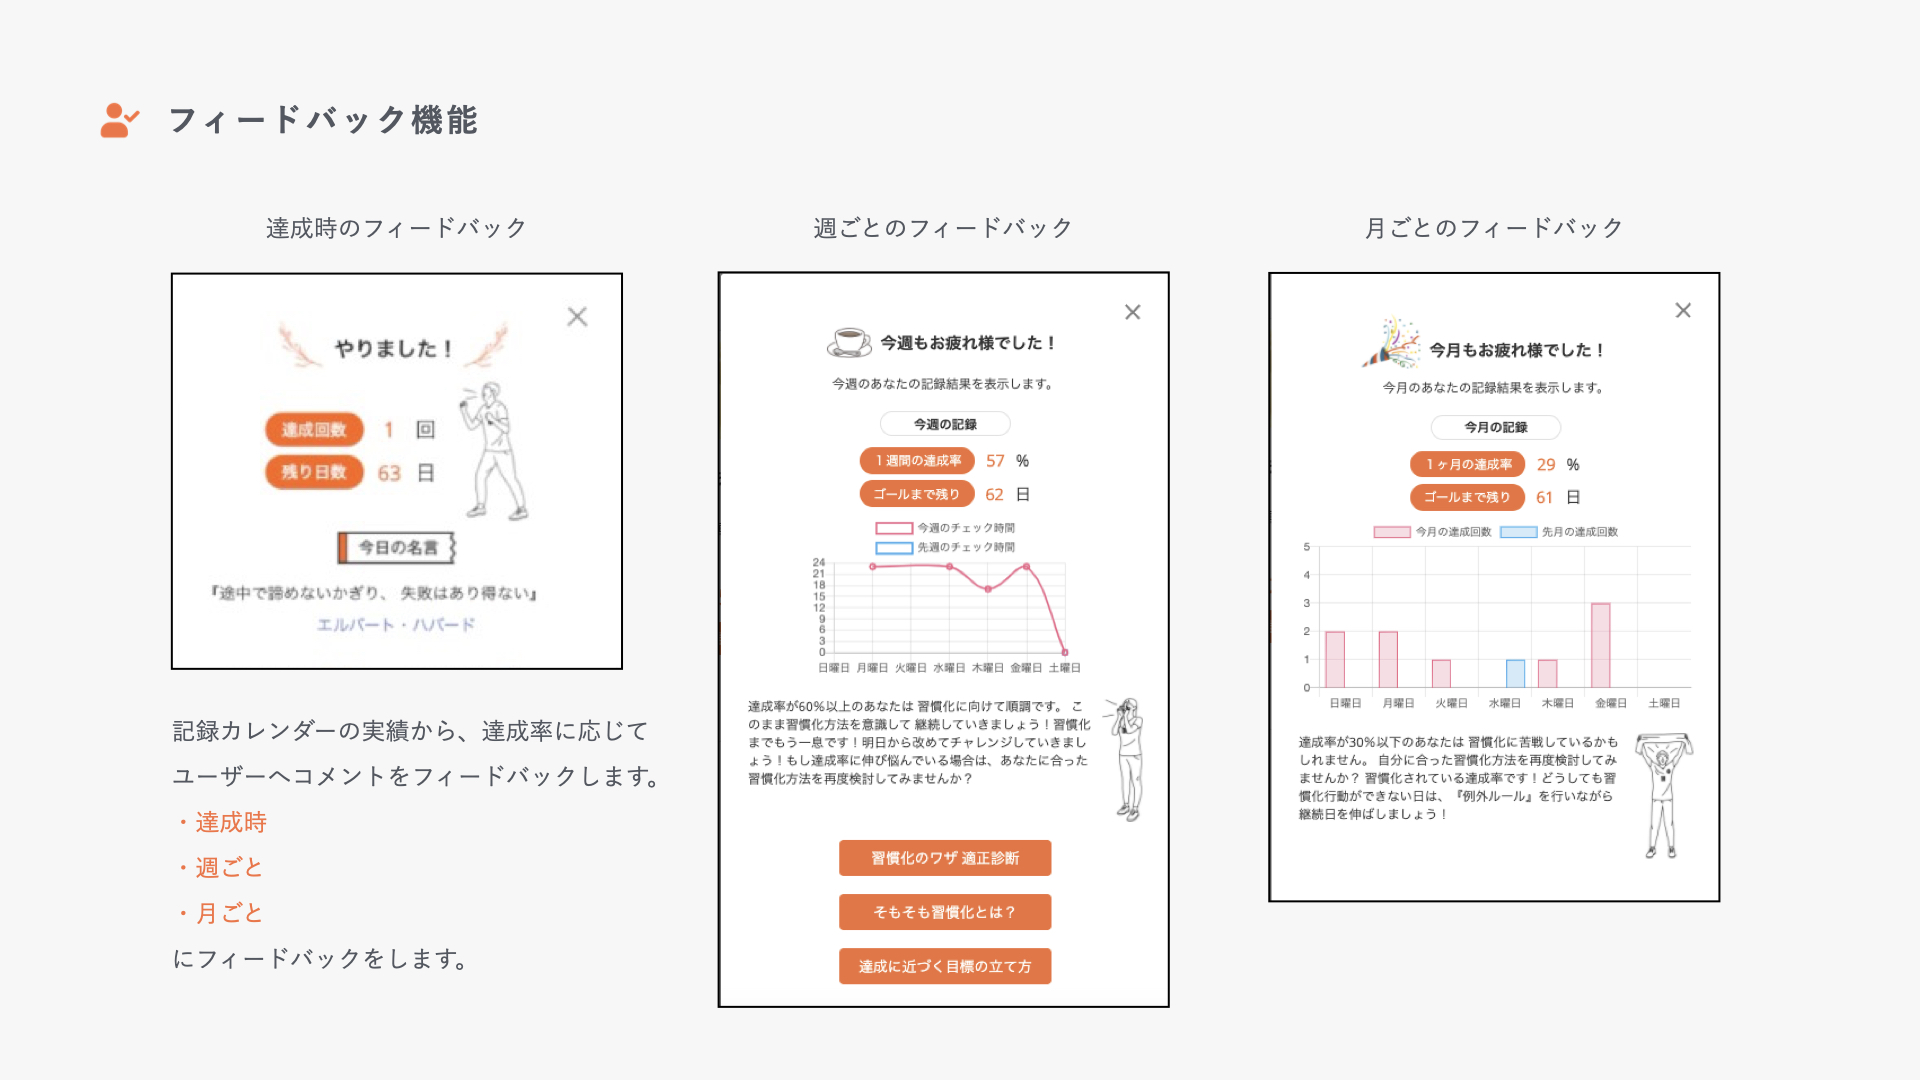 フィードバック機能
達成時のフィードバック
やりました！
達成回数 1 回
残り日数 63 日
今日の名言
『途中で諦めないかぎり、 失敗はあり得ない』
エルバート・ハバード
記録カレンダーの実績から、達成率に応じて
ユーザーへコメントをフィードバックします。
・達成時
・週ごと
・月ごと
にフィードバックをします。
週ごとのフィードバック
今週もお疲れ様でした！
今週のあなたの記録結果を表示します。
今週の記録
１週間の達成率 57 %
ゴールまで残り 62 日
今週のチェック時間
先週のチェック時間
24
21
18
15
12
9
6
3
0
日曜日 月曜日 火曜日 水曜日 木曜日 金曜日 土曜日
達成率が60%以上のあなたは 習慣化に向けて順調です。 こ
のまま習慣化方法を意識して 継続していきましょう！習慣化
までもう一息です！明日から改めてチャレンジしていきまし
ょう！もし達成率に伸び悩んでいる場合は、あなたに合った
習慣化方法を再度検討してみませんか？
習慣化のワザ 適正診断
そもそも習慣化とは？
達成に近づく目標の立て方
月ごとのフィードバック
今月もお疲れ様でした！
今月のあなたの記録結果を表示します。
今月の記録
１ヶ月の達成率 29 %
ゴールまで残り 61 日
今月の達成回数 先月の達成回数
5
4
3
2
1
0
日曜日 月曜日 火曜日 水曜日 木曜日 金曜日 土曜日
達成率が30%以下のあなたは 習慣化に苦戦しているかも
しれません。 自分に合った習慣化方法を再度検討してみ
ませんか？ 習慣化されている達成率です！どうしても習
慣化行動ができない日は、『例外ルール』を行いながら
継続日を伸ばしましょう！